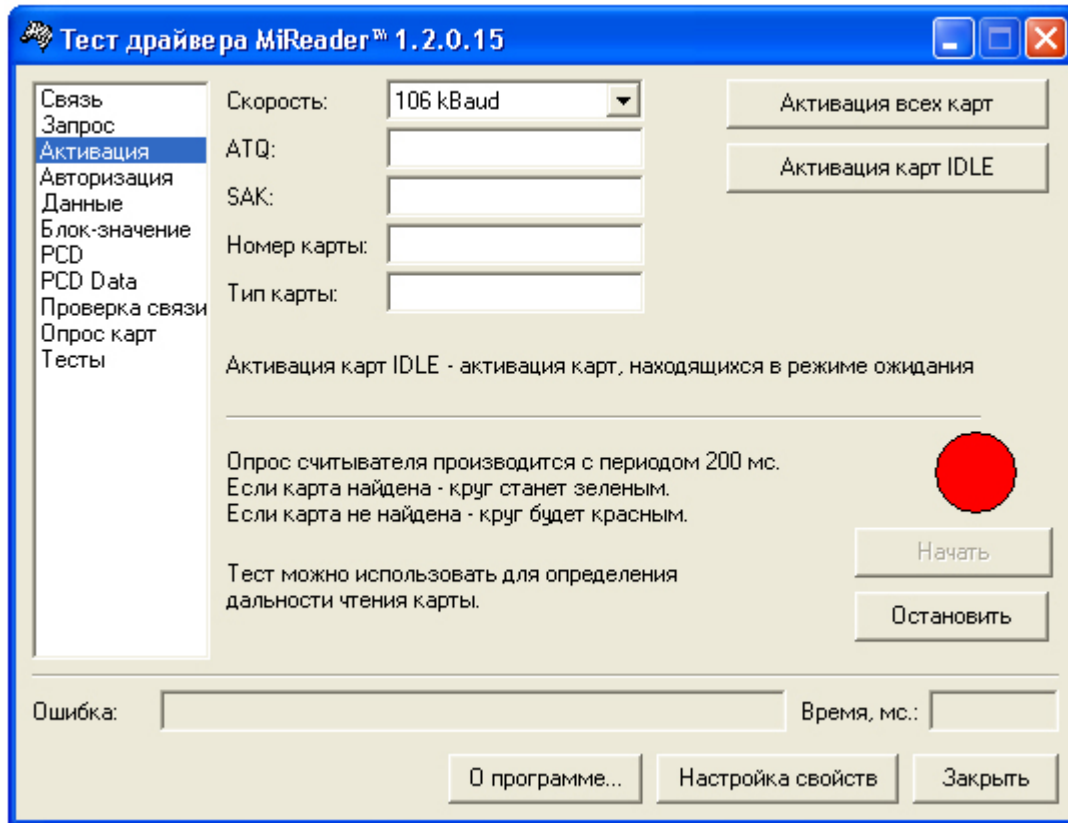 Тест драйвера MiReader™ 1.2.0.15
Связь
Запрос
Активация
Авторизация
Данные
Блок-значение
PCD
PCD Data
Проверка связи
Опрос карт
Тесты
Скорость: 106 kBaud
ATQ:
SAK:
Номер карты:
Тип карты:
Активация всех карт
Активация карт IDLE
Активация карт IDLE - активация карт, находящихся в режиме ожидания
Опрос считывателя производится с периодом 200 мс.
Если карта найдена - круг станет зеленым.
Если карта не найдена - круг будет красным.
Тест можно использовать для определения
дальности чтения карты.
Начать
Остановить
Ошибка: Время, мс.:
О программе... Настройка свойств Закрыть